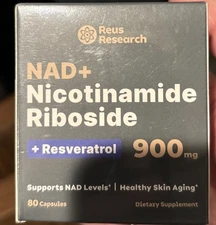 Reus
Research
NAD+
Nicotinamide
Riboside
+ Resveratrol 900mg
Supports NAD Levels† | Healthy Skin Aging†
80 Capsules Dietary Supplement